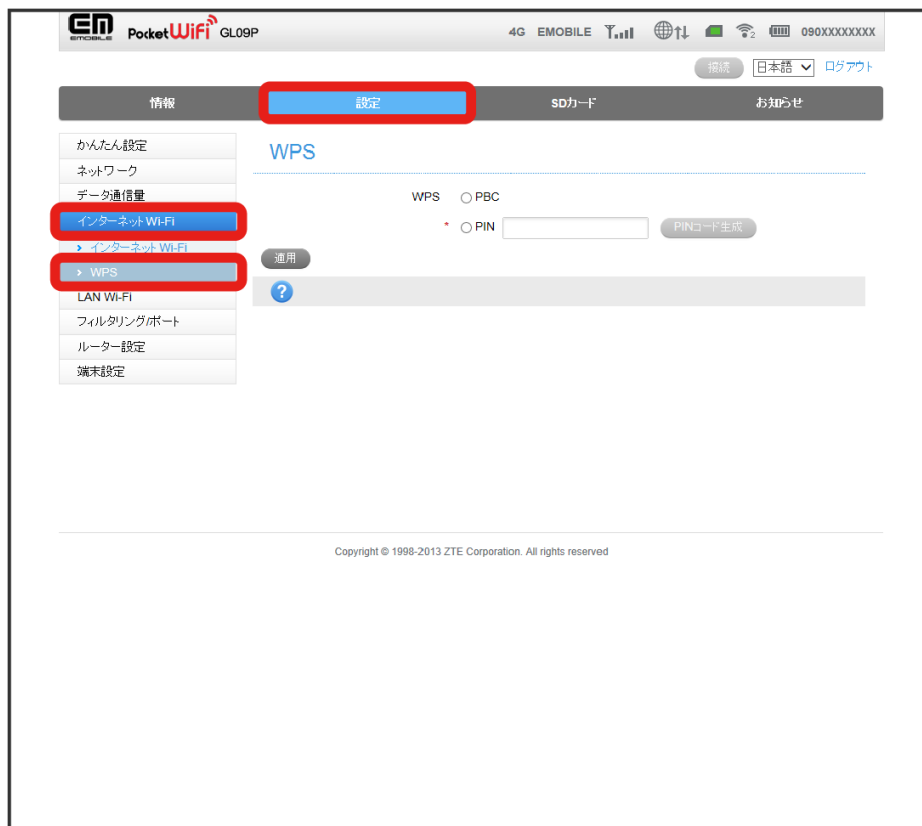 EM
EMOBILE
Pocket WiFi GL09P
4G EMOBILE 2 090XXXXXXXX
接続 日本語 ログアウト
情報 設定 SDカード お知らせ
かんたん設定
ネットワーク
データ通信量
インターネットWi-Fi
› インターネットWi-Fi
› WPS
LAN Wi-Fi
フィルタリング/ポート
ルーター設定
端末設定
WPS
WPS PBC
* PIN PINコード生成
適用
?
Copyright © 1998-2013 ZTE Corporation. All rights reserved